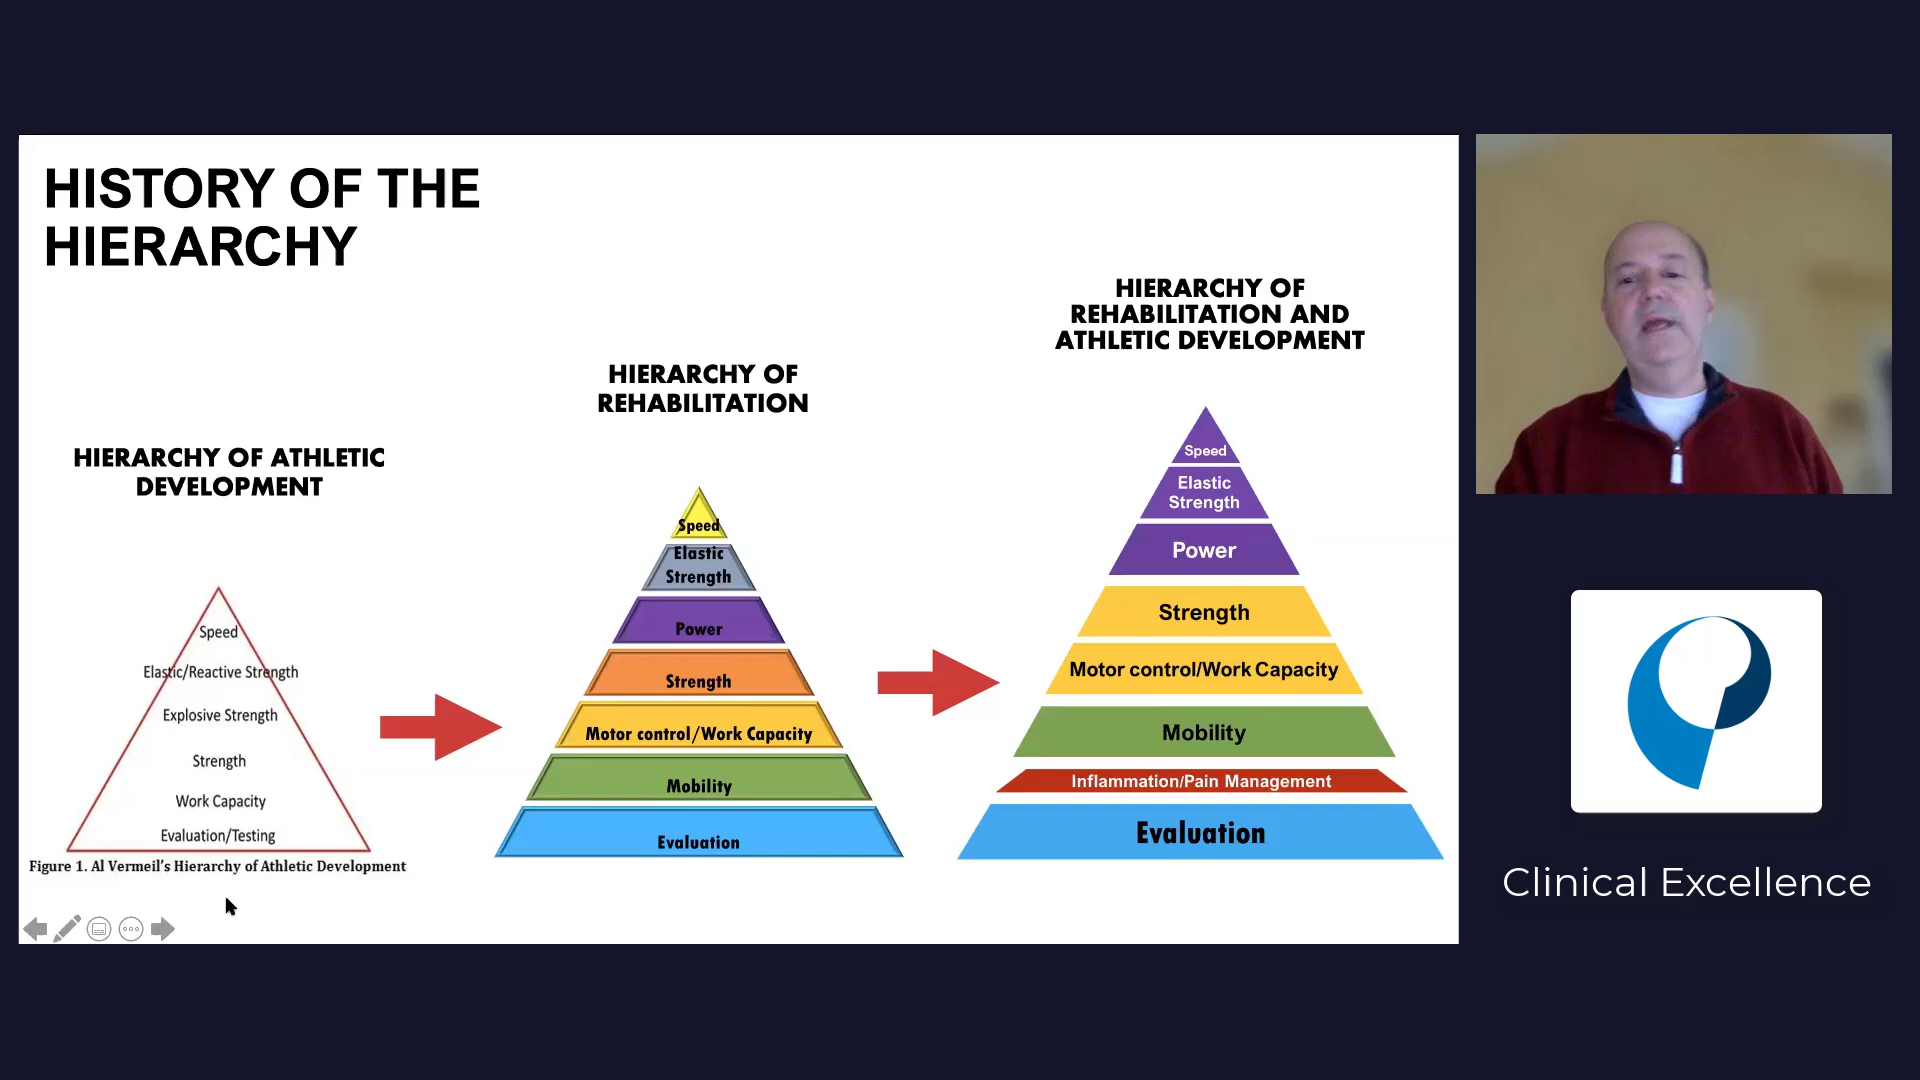 HISTORY OF THE
HIERARCHY
HIERARCHY OF ATHLETIC
DEVELOPMENT
Speed
Elastic/Reactive Strength
Explosive Strength
Strength
Work Capacity
Evaluation/Testing
Figure 1. Al Vermeil's Hierarchy of Athletic Development
HIERARCHY OF
REHABILITATION
Speed
Elastic
Strength
Power
Strength
Motor control/Work Capacity
Mobility
Evaluation
HIERARCHY OF
REHABILITATION AND
ATHLETIC DEVELOPMENT
Speed
Elastic
Strength
Power
Strength
Motor control/Work Capacity
Mobility
Inflammation/Pain Management
Evaluation
Clinical Excellence